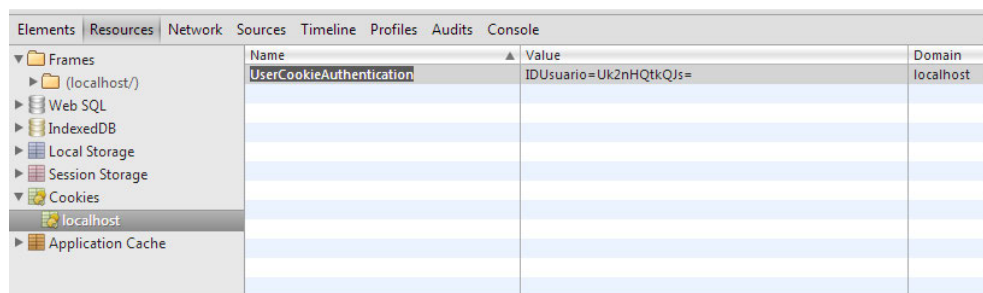 Elements Resources Network Sources Timeline Profiles Audits Console
Name Value Domain
Frames
UserCookieAuthentication IDUsuario=Uk2nHQtkQJs= localhost
(localhost/)
Web SQL
IndexedDB
Local Storage
Session Storage
Cookies
localhost
Application Cache